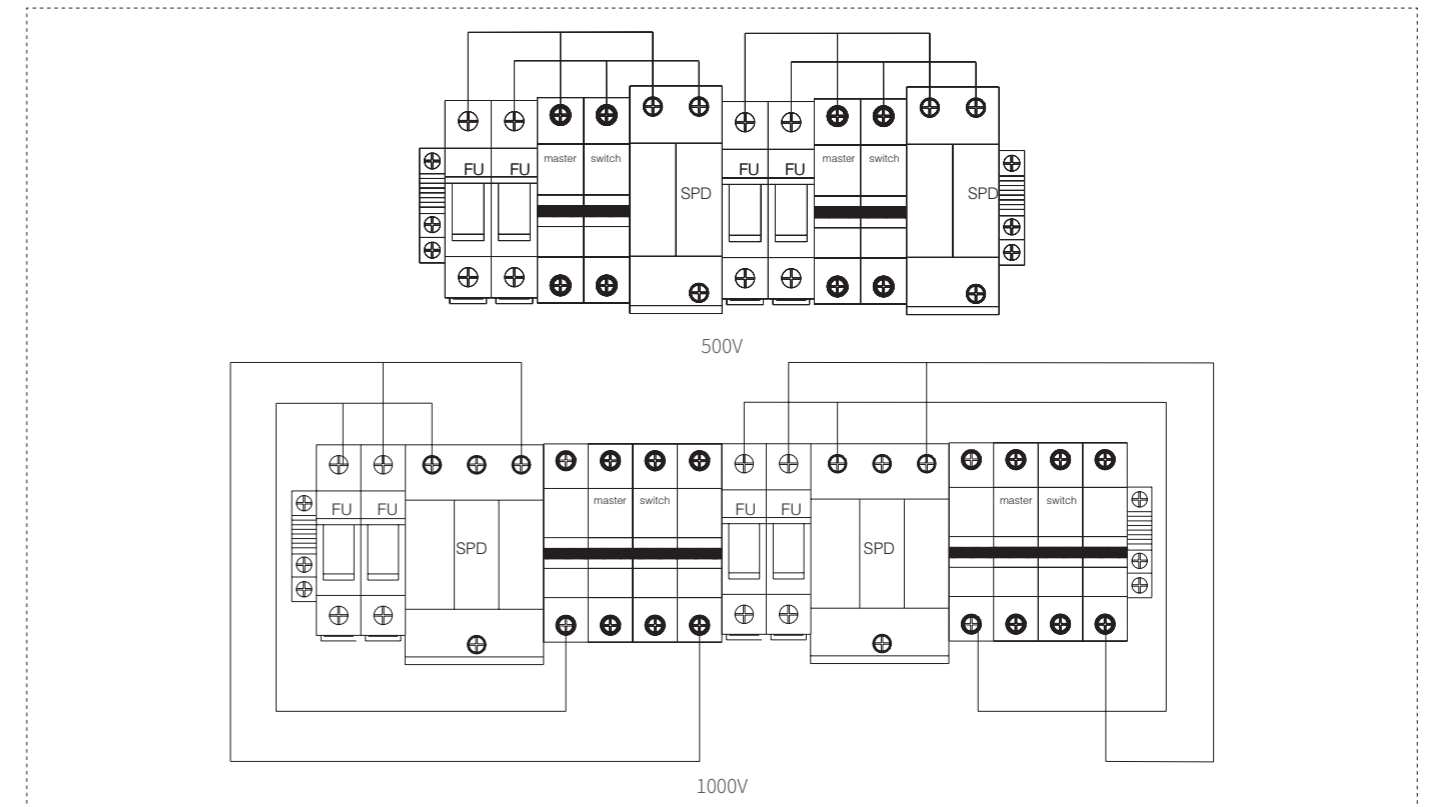 master switch master switch
FU FU FU FU
SPD SPD
500V
master switch master switch
FU FU FU FU
SPD SPD
1000V